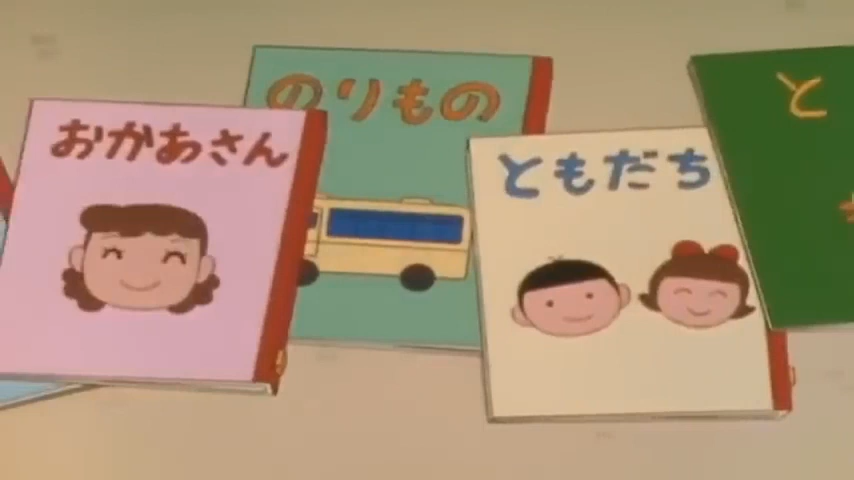 おかあさん
のりもの
ともだち
と